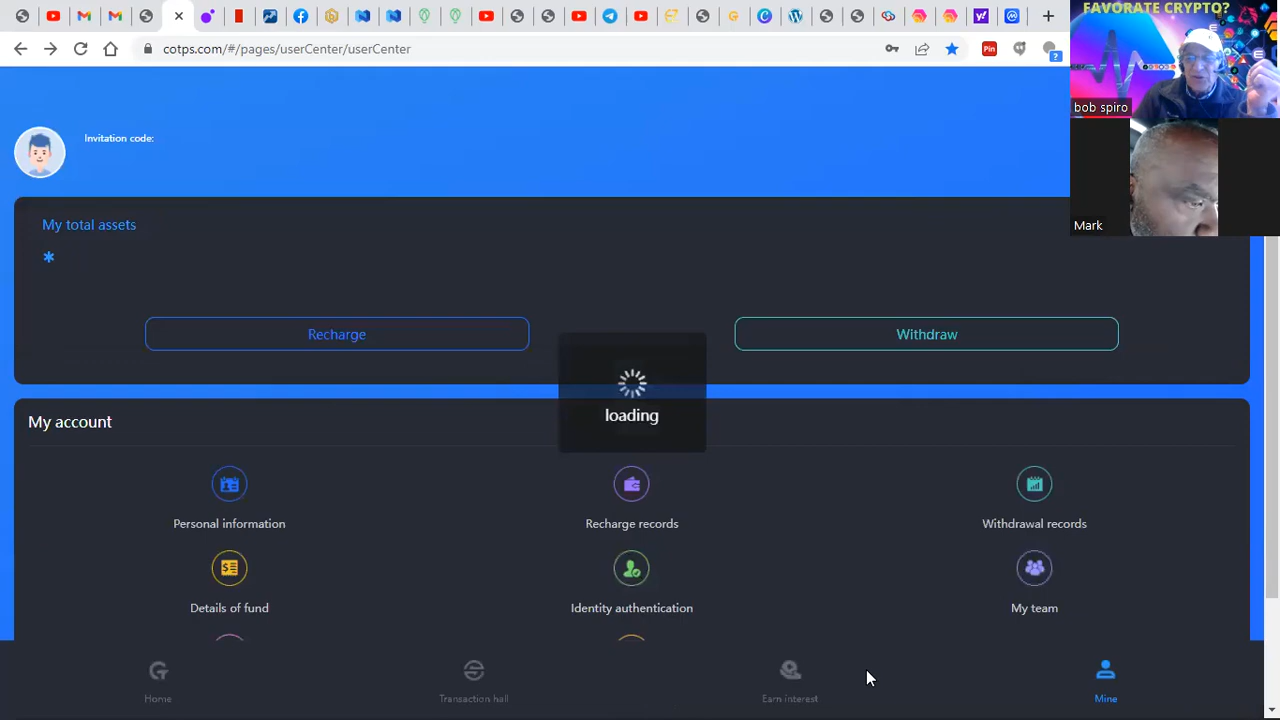 cotps.com/#/pages/userCenter/userCenter
Pin
?
FAVORATE CRYPTO?
bob spiro
Mark
Invitation code:
My total assets
*
Recharge
Withdraw
loading
My account
Personal information
Recharge records
Withdrawal records
Details of fund
Identity authentication
My team
Home
Transaction hall
Earn interest
Mine